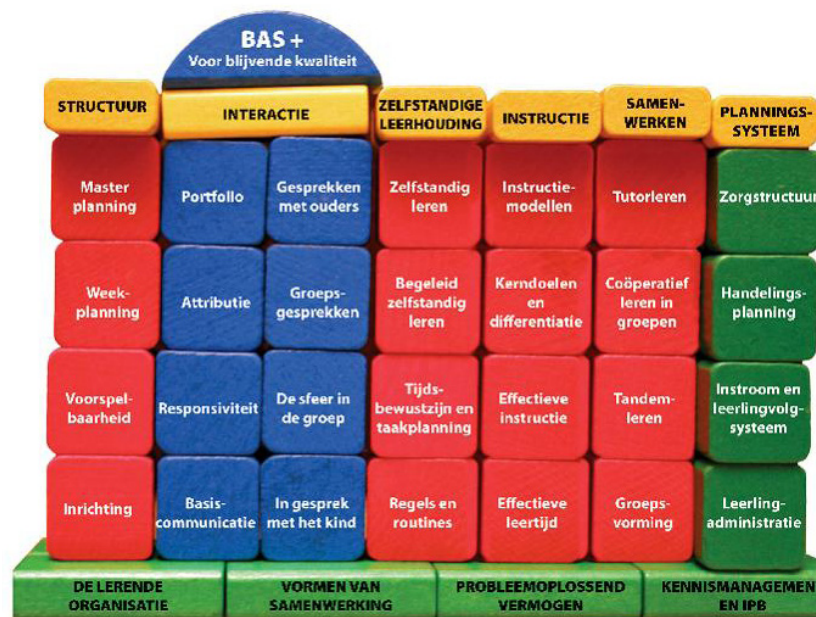 BAS +
Voor blijvende kwaliteit
STRUCTUUR
INTERACTIE
ZELFSTANDIGE
LEERHOUDING
INSTRUCTIE
SAMEN-
WERKEN
PLANNINGS-
SYSTEEM
Master
planning
Portfolio
Gesprekken
met ouders
Zelfstandig
leren
Instructie-
modellen
Tutorleren
Zorgstructuur
Week-
planning
Attributie
Groeps-
gesprekken
Begeleid
zelfstandig
leren
Kerndoelen
en
differentiatie
Coöperatief
leren in
groepen
Handelings-
planning
Voorspel-
baarheid
Responsiviteit
De sfeer in
de groep
Tijds-
bewustzijn en
taakplanning
Effectieve
instructie
Tandem-
leren
Instroom en
leerlingvolg-
systeem
Inrichting
Basis-
communicatie
In gesprek
met het kind
Regels en
routines
Effectieve
leertijd
Groeps-
vorming
Leerling-
administratie
DE LERENDE
ORGANISATIE
VORMEN VAN
SAMENWERKING
PROBLEEMOPLOSSEND
VERMOGEN
KENNISMANAGEMEN
EN IPB